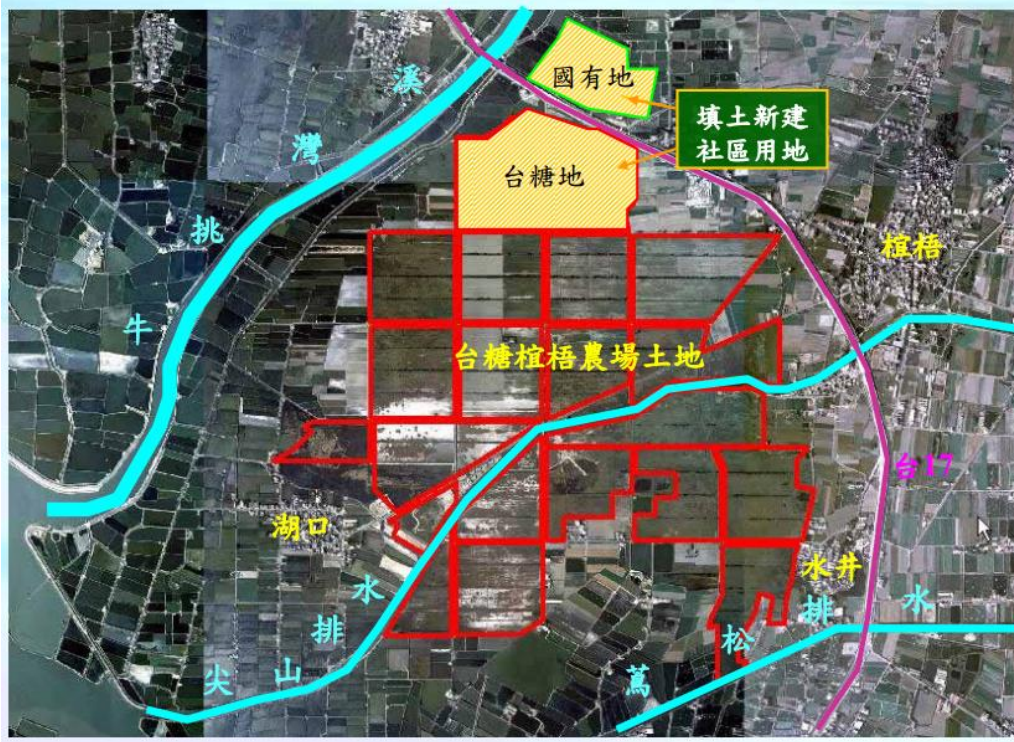 國有地
填土新建
社區用地
台糖地
牛挑灣溪
椬梧
台糖椬梧農場土地
台17
湖口
水井
尖山排水
蔦松排水